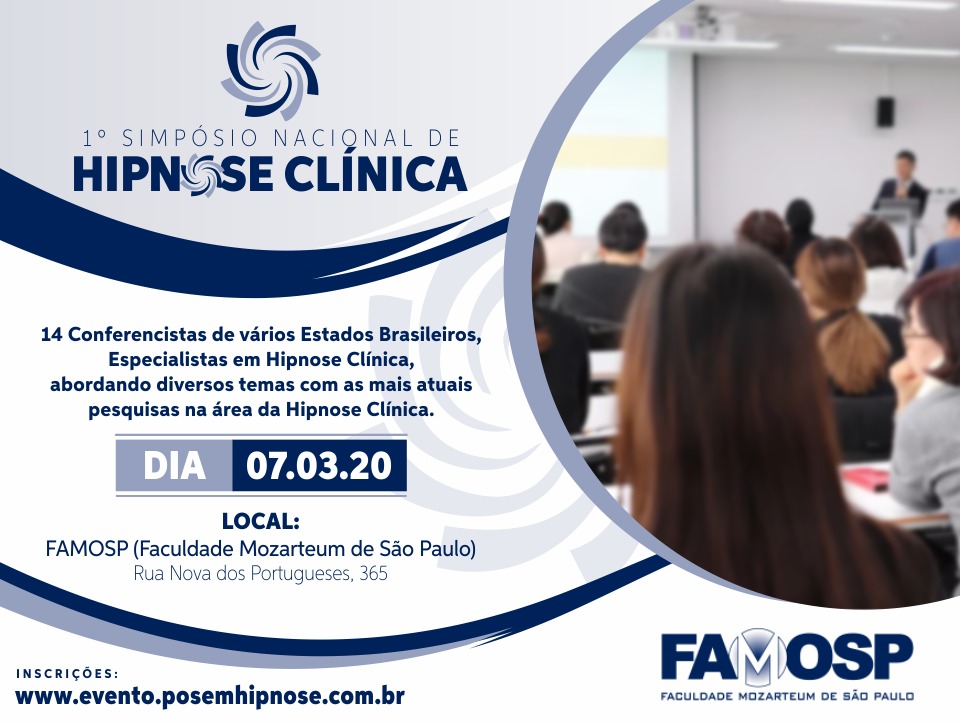 1º SIMPÓSIO NACIONAL DE
HIPNOSE CLÍNICA
14 Conferencistas de vários Estados Brasileiros,
Especialistas em Hipnose Clínica,
abordando diversos temas com as mais atuais
pesquisas na área da Hipnose Clínica.
DIA 07.03.20
LOCAL:
FAMOSP (Faculdade Mozarteum de São Paulo)
Rua Nova dos Portugueses, 365
INSCRIÇÕES:
www.evento.posemhipnose.com.br
FAMOSP
FACULDADE MOZARTEUM DE SÃO PAULO